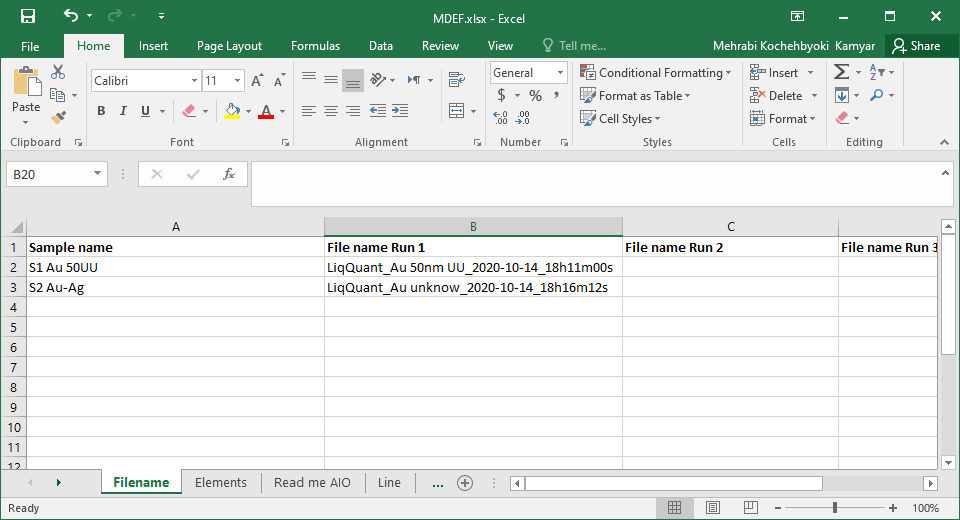 MDEF.xlsx - Excel
File Home Insert Page Layout Formulas Data Review View Tell me... Mehrabi Kochehbyoki Kamyar Share
Calibri 11 General Conditional Formatting Insert
Paste B I U A $ % , Format as Table Delete
Cell Styles Format
Clipboard Font Alignment Number Styles Cells Editing
B20 fx
A B C
1 Sample name File name Run 1 File name Run 2 File name Run 3
2 S1 Au 50UU LiqQuant_Au 50nm UU_2020-10-14_18h11m00s
3 S2 Au-Ag LiqQuant_Au unknow_2020-10-14_18h16m12s
4
5
6
7
8
9
10
11
12
Filename Elements Read me AIO Line ...
Ready 100%